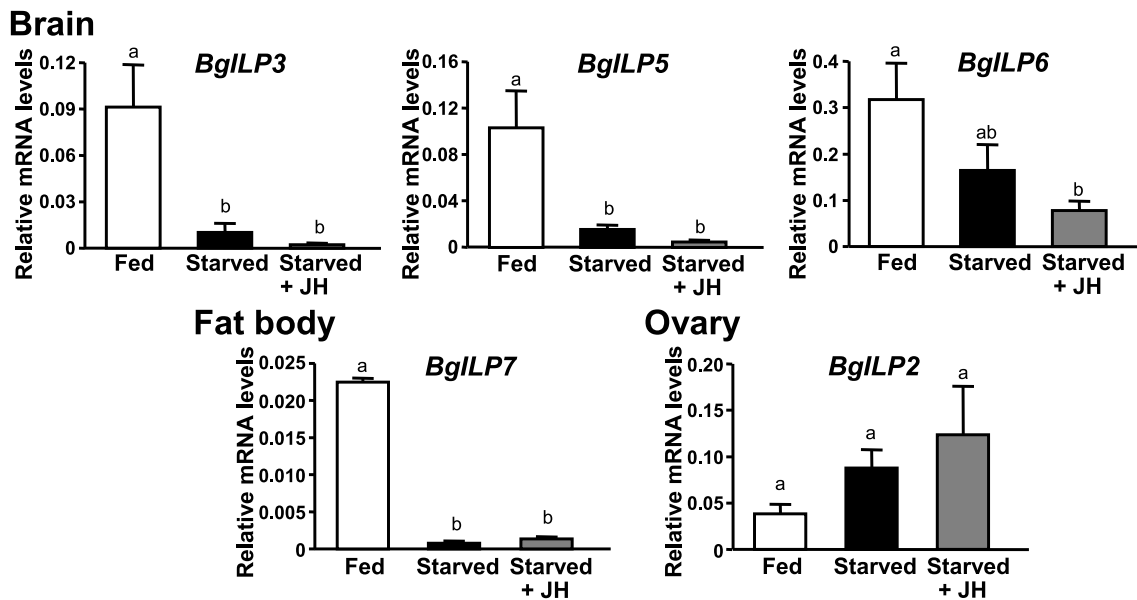 Brain
BgILP3
Relative mRNA levels
0.12
0.09
0.06
0.03
0
a
b
b
Fed
Starved
Starved
+ JH
BgILP5
Relative mRNA levels
0.16
0.12
0.08
0.04
0
a
b
b
Fed
Starved
Starved
+ JH
BgILP6
Relative mRNA levels
0.4
0.3
0.2
0.1
0
a
ab
b
Fed
Starved
Starved
+ JH
Fat body
BgILP7
Relative mRNA levels
0.025
0.020
0.015
0.010
0.005
0
a
b
b
Fed
Starved
Starved
+ JH
Ovary
BgILP2
Relative mRNA levels
0.20
0.15
0.10
0.05
0
a
a
a
Fed
Starved
Starved
+ JH